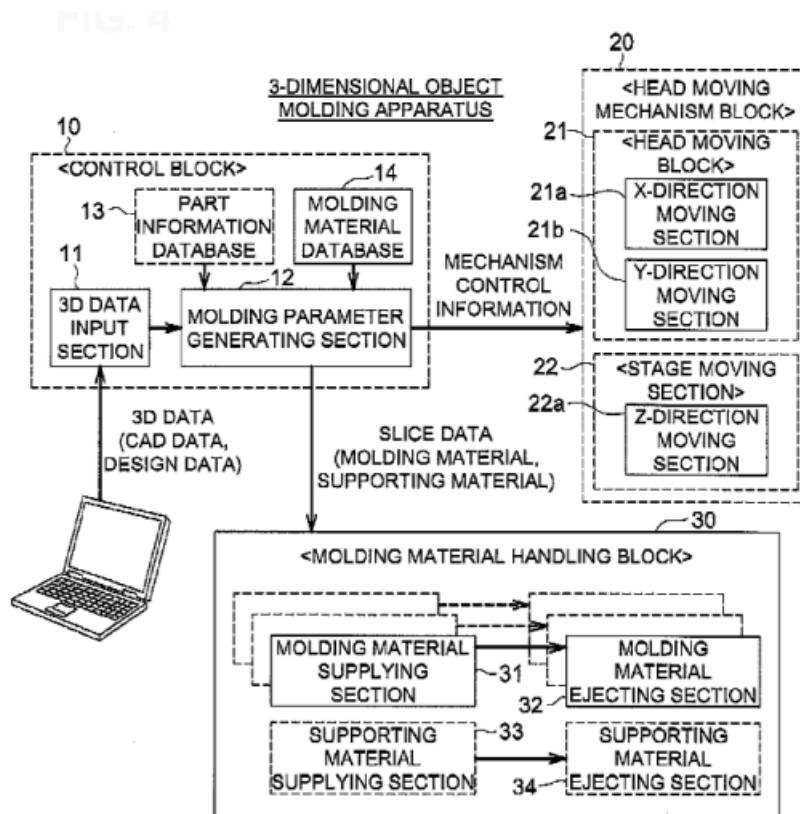 FIG. 4
20
3-DIMENSIONAL OBJECT
MOLDING APPARATUS
<HEAD MOVING
MECHANISM BLOCK>
21
<HEAD MOVING
BLOCK>
21a
X-DIRECTION
MOVING
SECTION
21b
Y-DIRECTION
MOVING
SECTION
22
<STAGE MOVING
SECTION>
22a
Z-DIRECTION
MOVING
SECTION
10
<CONTROL BLOCK>
13
PART
INFORMATION
DATABASE
14
MOLDING
MATERIAL
DATABASE
11
3D DATA
INPUT
SECTION
12
MOLDING PARAMETER
GENERATING SECTION
MECHANISM
CONTROL
INFORMATION
3D DATA
(CAD DATA,
DESIGN DATA)
SLICE DATA
(MOLDING MATERIAL,
SUPPORTING MATERIAL)
30
<MOLDING MATERIAL HANDLING BLOCK>
MOLDING MATERIAL
SUPPLYING
SECTION
31
MOLDING
MATERIAL
EJECTING SECTION
32
SUPPORTING
MATERIAL
SUPPLYING SECTION
33
SUPPORTING
MATERIAL
EJECTING SECTION
34